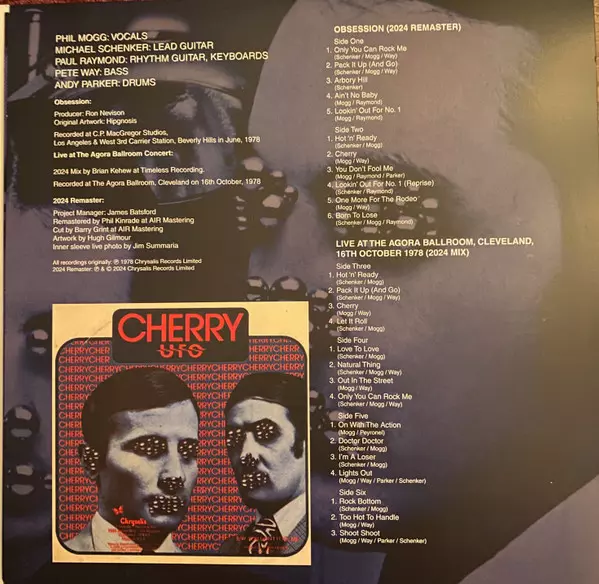 PHIL MOGG: VOCALS
MICHAEL SCHENKER: LEAD GUITAR
PAUL RAYMOND: RHYTHM GUITAR, KEYBOARDS
PETE WAY: BASS
ANDY PARKER: DRUMS
Obsession:
Producer: Ron Nevison
Original Artwork: Hipgnosis
Recorded at C.P. MacGregor Studios,
Los Angeles & West 3rd Carrier Station, Beverly Hills in June, 1978
Live at The Agora Ballroom Concert:
2024 Mix by Brian Kehew at Timeless Recording.
Recorded at The Agora Ballroom, Cleveland on 16th October, 1978
2024 Remaster:
Project Manager: James Batsford
Remastered by Phil Kinrade at AIR Mastering
Cut by Barry Grint at AIR Mastering
Artwork by Hugh Gilmour
Inner sleeve live photo by Jim Summaria
All recordings originally: ℗ 1978 Chrysalis Records Limited
2024 Remaster: ℗ & © 2024 Chrysalis Records Limited
CHERRY
UFO
Chrysalis
OBSESSION (2024 REMASTER)
Side One
1. Only You Can Rock Me
(Schenker / Mogg / Way)
2. Pack It Up (And Go)
(Schenker / Mogg / Way)
3. Arbory Hill
(Schenker)
4. Ain't No Baby
(Mogg / Raymond)
5. Lookin' Out For No. 1
(Mogg / Raymond)
Side Two
1. Hot 'n' Ready
(Schenker / Mogg)
2. Cherry
(Mogg / Way)
3. You Don't Fool Me
(Mogg / Raymond / Parker)
4. Lookin' Out For No. 1 (Reprise)
(Mogg / Raymond)
5. One More For The Rodeo
(Mogg / Way)
6. Born To Lose
(Schenker / Mogg / Raymond)
LIVE AT THE AGORA BALLROOM, CLEVELAND,
16TH OCTOBER 1978 (2024 MIX)
Side Three
1. Hot 'n' Ready
(Schenker / Mogg)
2. Pack It Up (And Go)
(Schenker / Mogg / Way)
3. Cherry
(Mogg / Way)
4. Let It Roll
(Schenker / Mogg)
Side Four
1. Love To Love
(Schenker / Mogg)
2. Natural Thing
(Schenker / Mogg / Way)
3. Out In The Street
(Mogg / Way)
4. Only You Can Rock Me
(Schenker / Mogg / Way)
Side Five
1. On With The Action
(Mogg / Peyronel)
2. Doctor Doctor
(Schenker / Mogg)
3. I'm A Loser
(Schenker / Mogg)
4. Lights Out
(Mogg / Way / Parker / Schenker)
Side Six
1. Rock Bottom
(Schenker / Mogg)
2. Too Hot To Handle
(Mogg / Way)
3. Shoot Shoot
(Mogg / Way / Parker / Schenker)